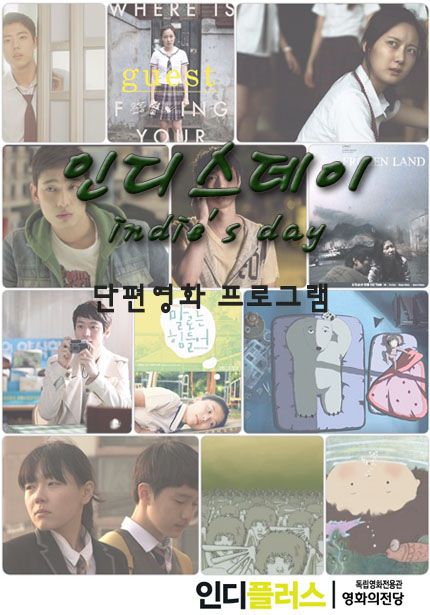 WHERE IS
guest
YOUR
인디스데이
indie's day
LAND
단편영화 프로그램
말로는
힘들어
인디플러스
독립영화전용관
영화의전당